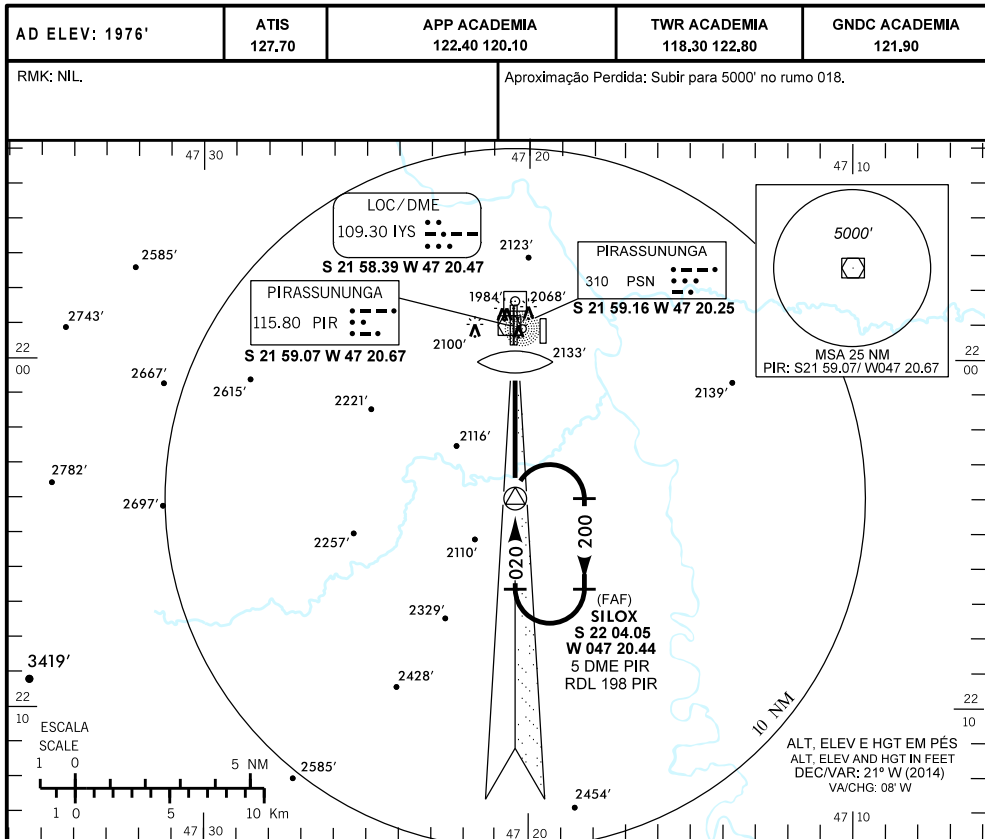 AD ELEV: 1976'
ATIS
127.70
APP ACADEMIA
122.40 120.10
TWR ACADEMIA
118.30 122.80
GNDC ACADEMIA
121.90
RMK: NIL.
Aproximação Perdida: Subir para 5000' no rumo 018.
47 30
47 20
47 10
LOC/DME
109.30 IYS
S 21 58.39 W 47 20.47
PIRASSUNUNGA
115.80 PIR
S 21 59.07 W 47 20.67
PIRASSUNUNGA
310 PSN
S 21 59.16 W 47 20.25
5000'
MSA 25 NM
PIR: S21 59.07/ W047 20.67
2585'
2123'
1984'
2068'
2743'
2100'
2133'
22
00
22
00
2667'
2615'
2139'
2221'
2116'
2782'
2697'
2257'
2110'
020
200
2329'
(FAF)
SILOX
S 22 04.05
W 047 20.44
5 DME PIR
RDL 198 PIR
3419'
2428'
22
10
22
10
10 NM
ESCALA
SCALE
1 0 5 NM
1 0 5 10 Km
2585'
2454'
ALT, ELEV E HGT EM PÉS
ALT, ELEV AND HGT IN FEET
DEC/VAR: 21º W (2014)
VA/CHG: 08' W
47 30
47 20
47 10